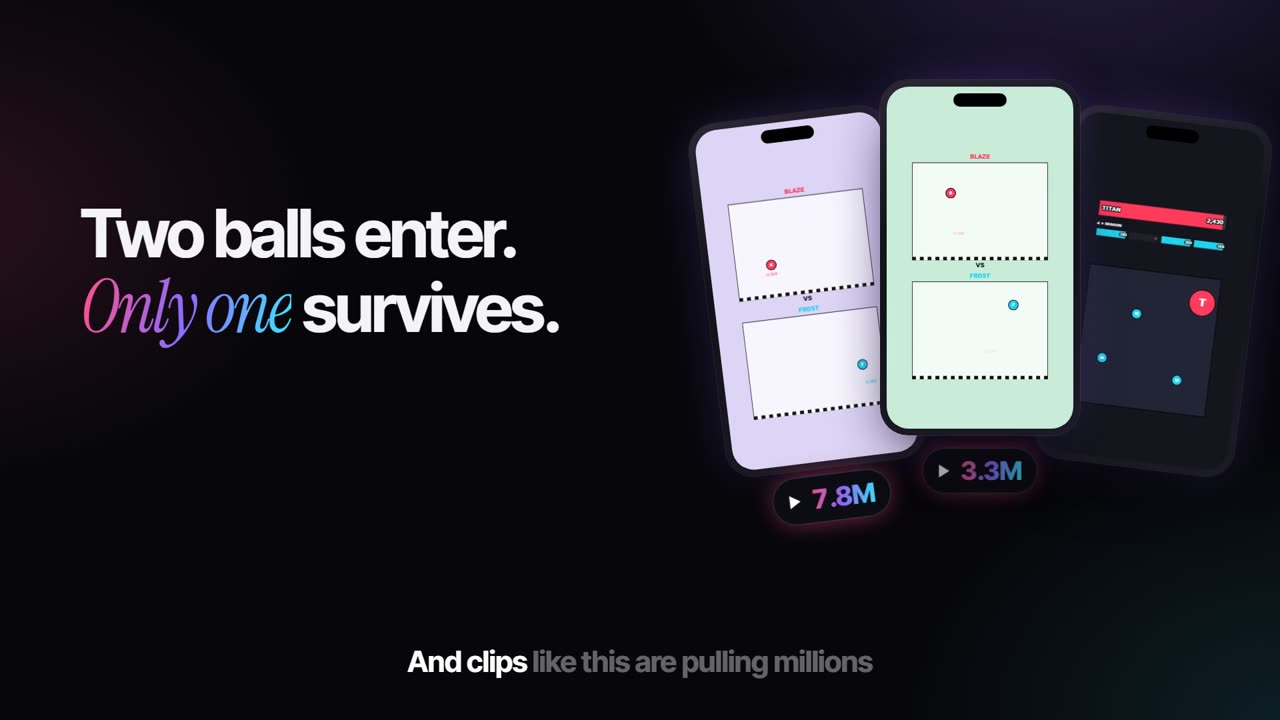 Two balls enter.
Only one survives.
BLAZE
VS
FROST
BLAZE
VS
FROST
TITAN
2,430
T
7.8M
3.3M
And clips like this are pulling millions